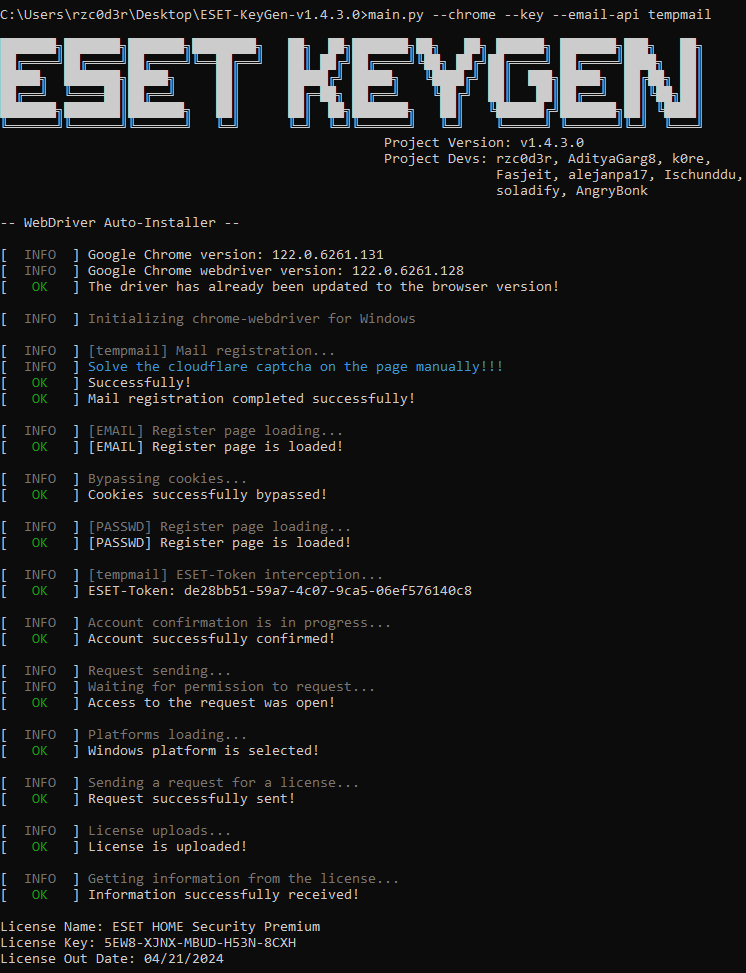 C:\Users\rzc0d3r\Desktop\ESET-KeyGen-v1.4.3.0>main.py --chrome --key --email-api tempmail
ESET KEYGEN
Project Version: v1.4.3.0
Project Devs: rzc0d3r, AdityaGarg8, k0re,
Fasjeit, alejanpa17, Ischunddu,
soladify, AngryBonk
-- WebDriver Auto-Installer --
[ INFO ] Google Chrome version: 122.0.6261.131
[ INFO ] Google Chrome webdriver version: 122.0.6261.128
[ OK ] The driver has already been updated to the browser version!
[ INFO ] Initializing chrome-webdriver for Windows
[ INFO ] [tempmail] Mail registration...
[ INFO ] Solve the cloudflare captcha on the page manually!!!
[ OK ] Successfully!
[ OK ] Mail registration completed successfully!
[ INFO ] [EMAIL] Register page loading...
[ OK ] [EMAIL] Register page is loaded!
[ INFO ] Bypassing cookies...
[ OK ] Cookies successfully bypassed!
[ INFO ] [PASSWD] Register page loading...
[ OK ] [PASSWD] Register page is loaded!
[ INFO ] [tempmail] ESET-Token interception...
[ OK ] ESET-Token: de28bb51-59a7-4c07-9ca5-06ef576140c8
[ INFO ] Account confirmation is in progress...
[ OK ] Account successfully confirmed!
[ INFO ] Request sending...
[ INFO ] Waiting for permission to request...
[ OK ] Access to the request was open!
[ INFO ] Platforms loading...
[ OK ] Windows platform is selected!
[ INFO ] Sending a request for a license...
[ OK ] Request successfully sent!
[ INFO ] License uploads...
[ OK ] License is uploaded!
[ INFO ] Getting information from the license...
[ OK ] Information successfully received!
License Name: ESET HOME Security Premium
License Key: 5EW8-XJNX-MBUD-H53N-8CXH
License Out Date: 04/21/2024